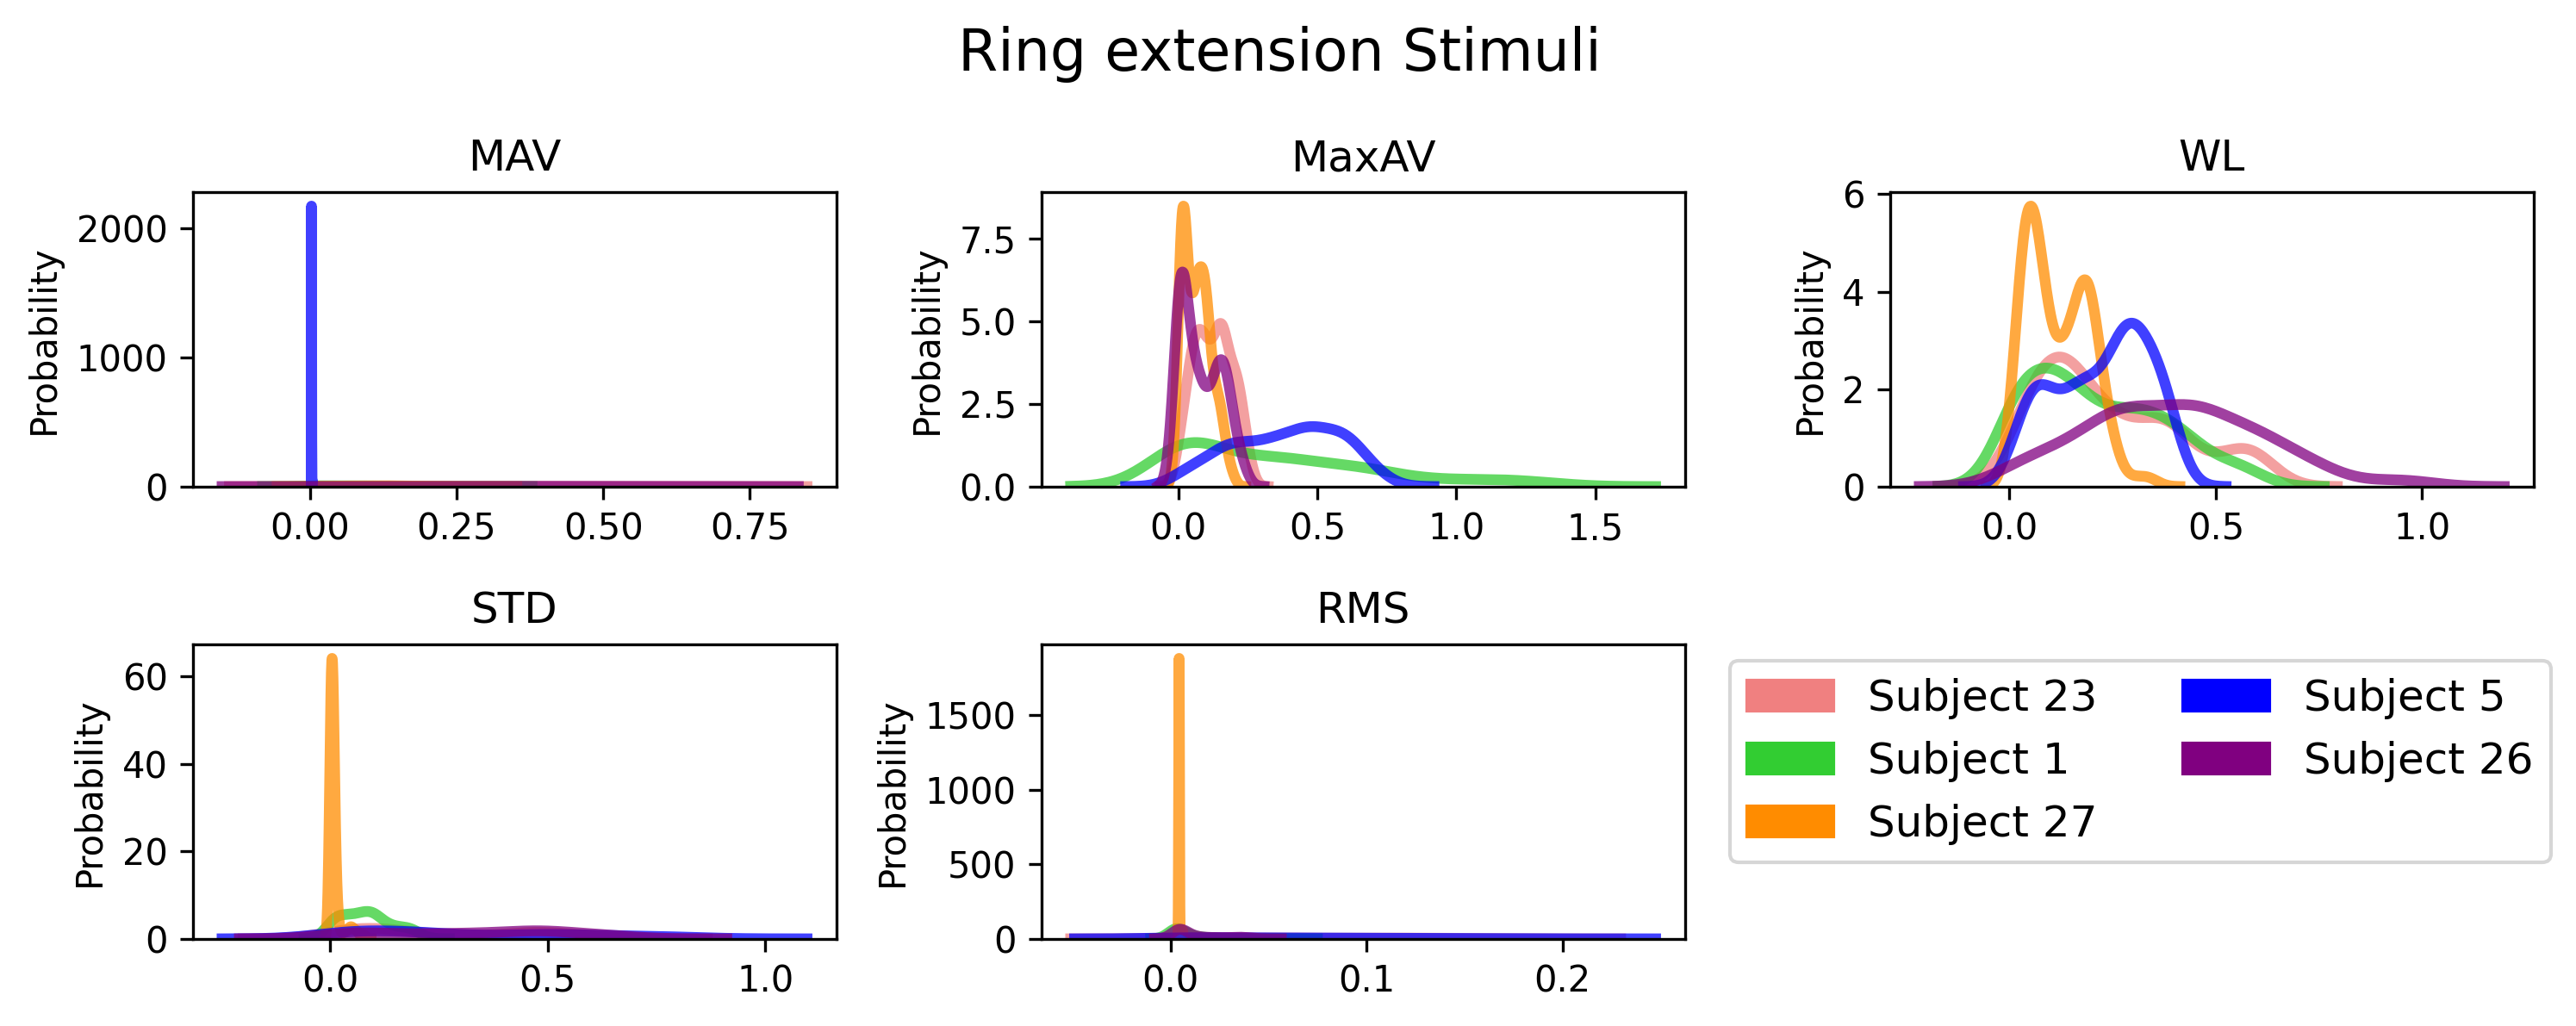 Ring extension Stimuli
MAV
MaxAV
WL
Probability
2000
1000
0
0.00 0.25 0.50 0.75
Probability
7.5
5.0
2.5
0.0
0.0 0.5 1.0 1.5
Probability
6
4
2
0
0.0 0.5 1.0
STD
RMS
Probability
60
40
20
0
0.0 0.5 1.0
Probability
1500
1000
500
0
0.0 0.1 0.2
Subject 23
Subject 1
Subject 27
Subject 5
Subject 26